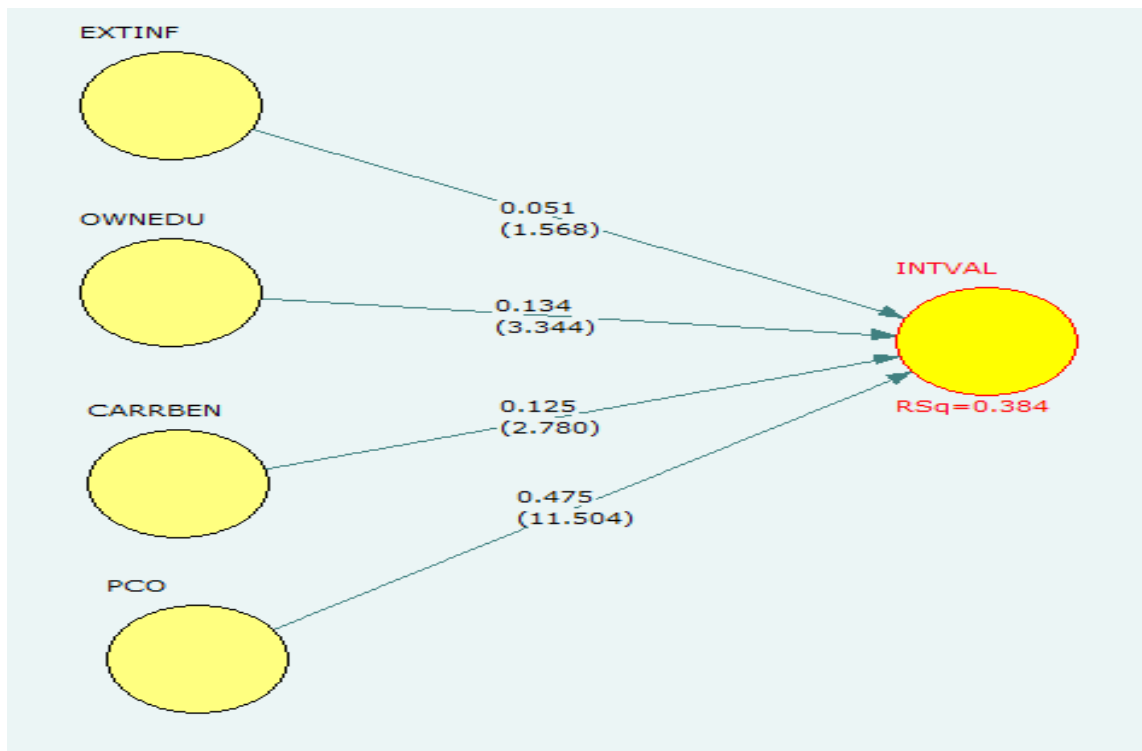 EXTINF
0.051
(1.568)
OWNEDU
INTVAL
0.134
(3.344)
CARRBEN
0.125
(2.780)
RSq=0.384
0.475
(11.504)
PCO